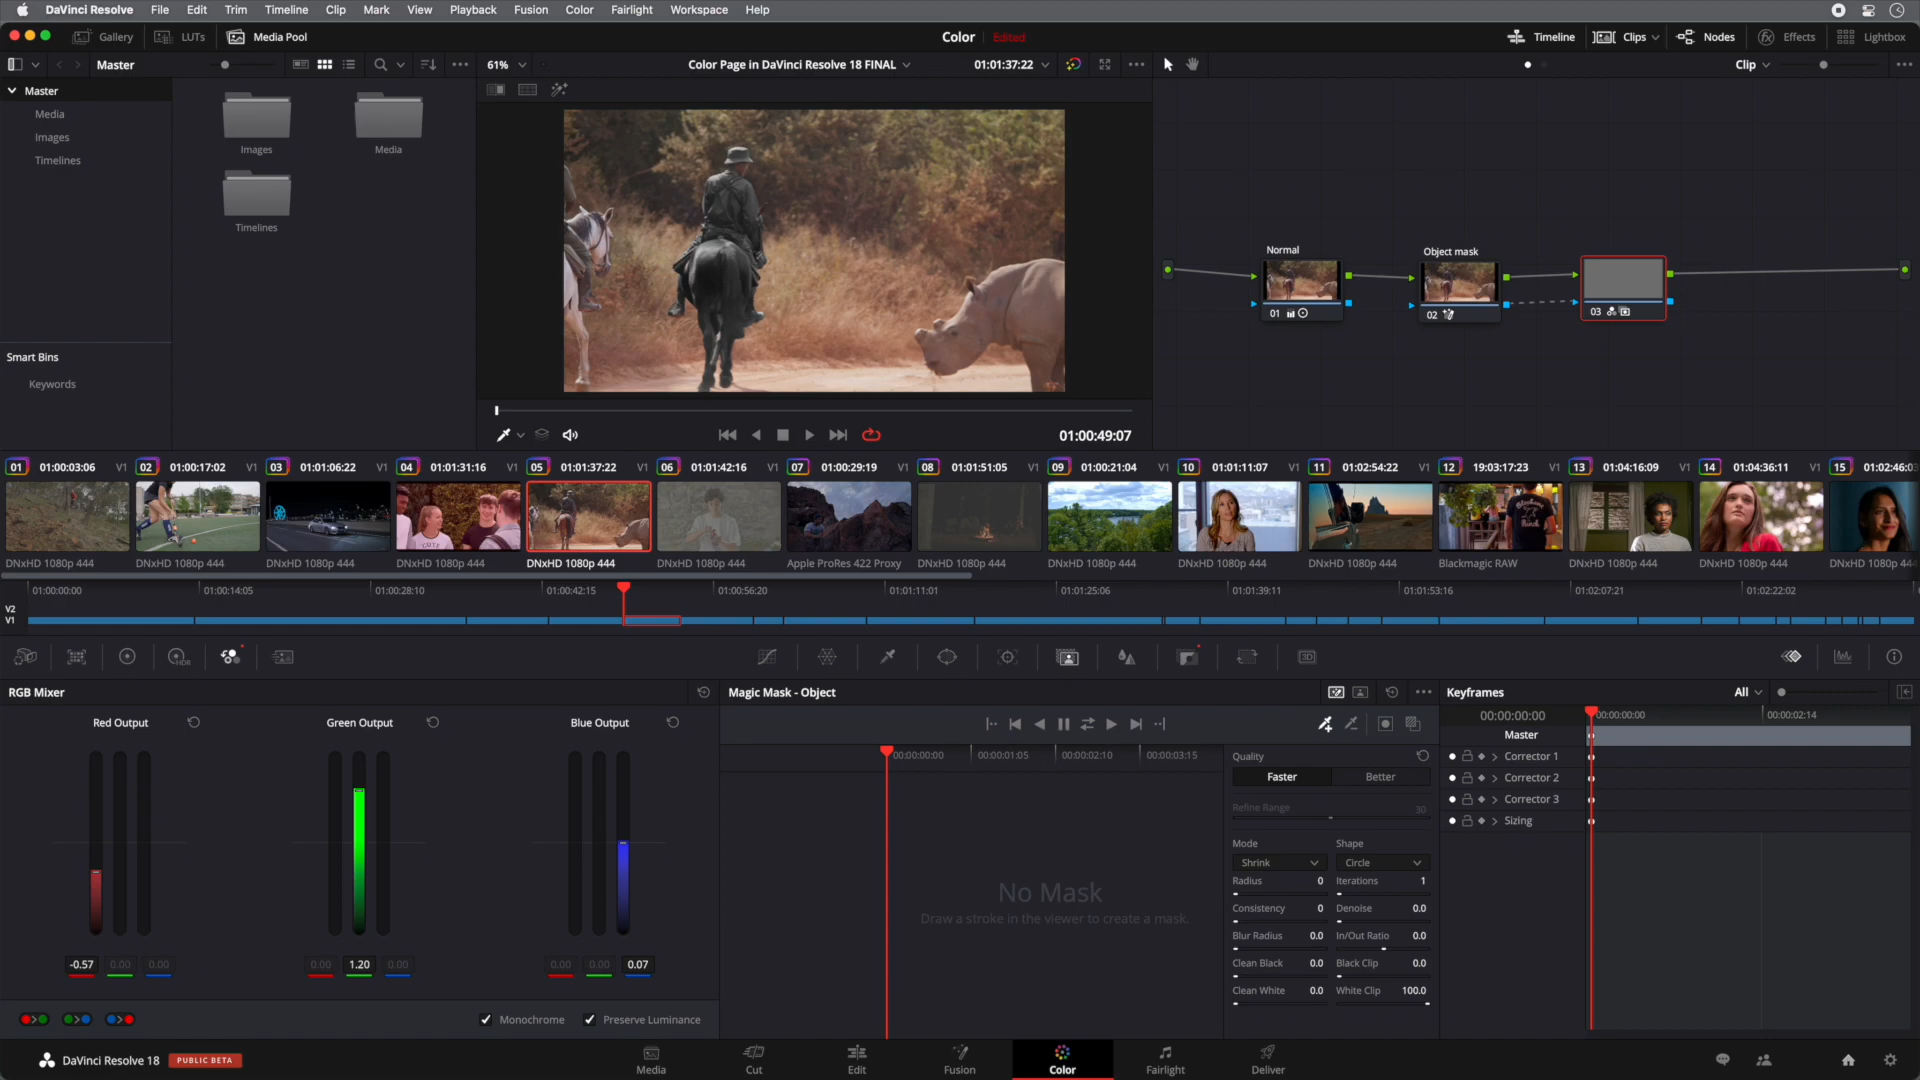 DaVinci Resolve File Edit Trim Timeline Clip Mark View Playback Fusion Color Fairlight Workspace Help
Gallery LUTs Media Pool Color Edited Timeline Clips Nodes Effects Lightbox
Master 61% Color Page in DaVinci Resolve 18 FINAL 01:01:37:22 Clip
Master
Media
Images
Timelines
Images Media
Timelines
Smart Bins
Keywords
Normal Object mask
01 02 03
01:00:49:07
01 01:00:03:06 V1 02 01:00:17:02 V1 03 01:01:06:22 V1 04 01:01:31:16 V1 05 01:01:37:22 V1 06 01:01:42:16 V1 07 01:00:29:19 V1 08 01:01:51:05 V1 09 01:00:21:04 V1 10 01:01:11:07 V1 11 01:02:54:22 V1 12 19:03:17:23 V1 13 01:04:16:09 V1 14 01:04:36:11 V1 15 01:02:46:0
DNxHD 1080p 444 DNxHD 1080p 444 DNxHD 1080p 444 DNxHD 1080p 444 DNxHD 1080p 444 DNxHD 1080p 444 Apple ProRes 422 Proxy DNxHD 1080p 444 DNxHD 1080p 444 DNxHD 1080p 444 DNxHD 1080p 444 Blackmagic RAW DNxHD 1080p 444 DNxHD 1080p 444 DNxHD 1080p 444
01:00:00:00 01:00:14:05 01:00:28:10 01:00:42:15 01:00:56:20 01:01:11:01 01:01:25:06 01:01:39:11 01:01:53:16 01:02:07:21 01:02:22:02
V2
V1
HDR 3D
RGB Mixer Magic Mask - Object Keyframes All
Red Output Green Output Blue Output
00:00:00:00 00:00:01:05 00:00:02:10 00:00:03:15
No Mask
Draw a stroke in the viewer to create a mask.
-0.57 0.00 0.00 0.00 1.20 0.00 0.00 0.00 0.07
Monochrome Preserve Luminance
Quality
Faster Better
Refine Range 30
Mode Shape
Shrink Circle
Radius 0 Iterations 1
Consistency 0 Denoise 0.0
Blur Radius 0.0 In/Out Ratio 0.0
Clean Black 0.0 Black Clip 0.0
Clean White 0.0 White Clip 100.0
00:00:00:00 00:00:00:00 00:00:02:14
Master
Corrector 1
Corrector 2
Corrector 3
Sizing
DaVinci Resolve 18 PUBLIC BETA
Media Cut Edit Fusion Color Fairlight Deliver